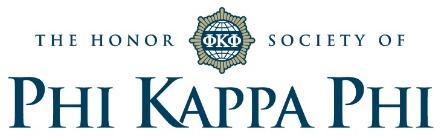 THE HONOR ΦΚΦ SOCIETY OF
PHI KAPPA PHI